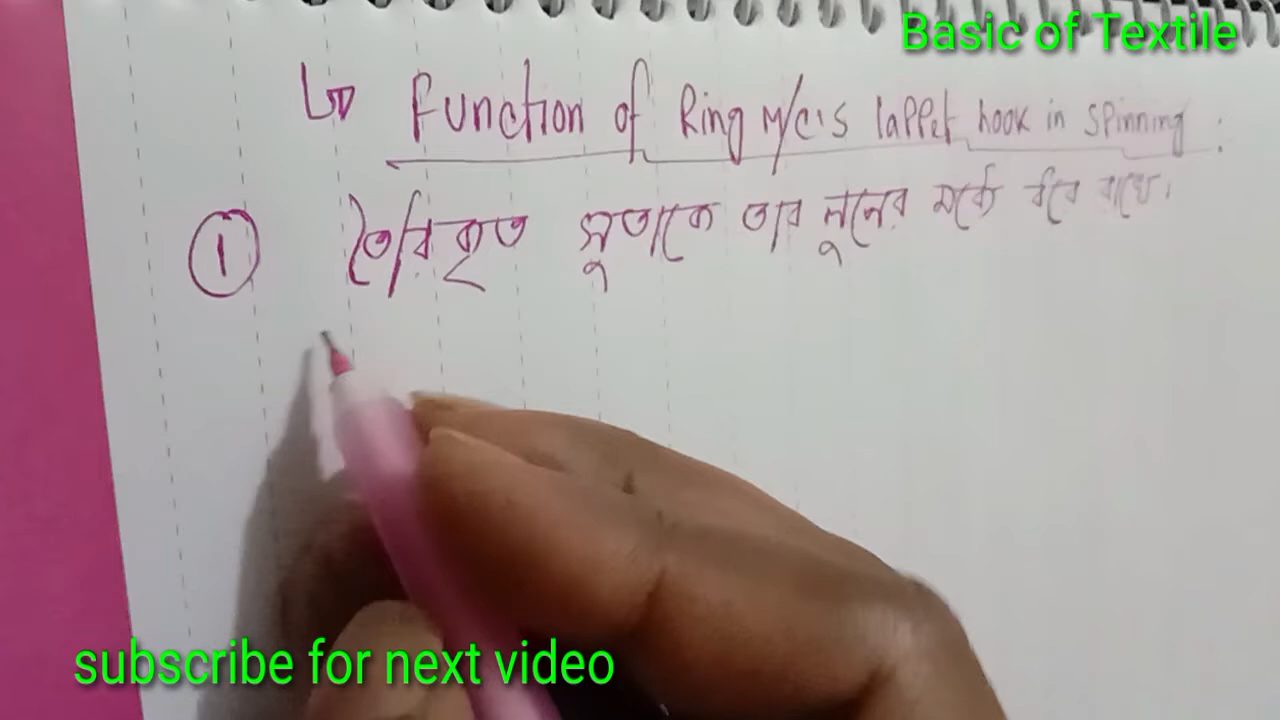 Basic of Textile
Function of Ring M/C's lappet hook in spinning :
① তৈরিকৃত সুতাকে তার লুনের মধ্যে ধরে রাখে।
subscribe for next video